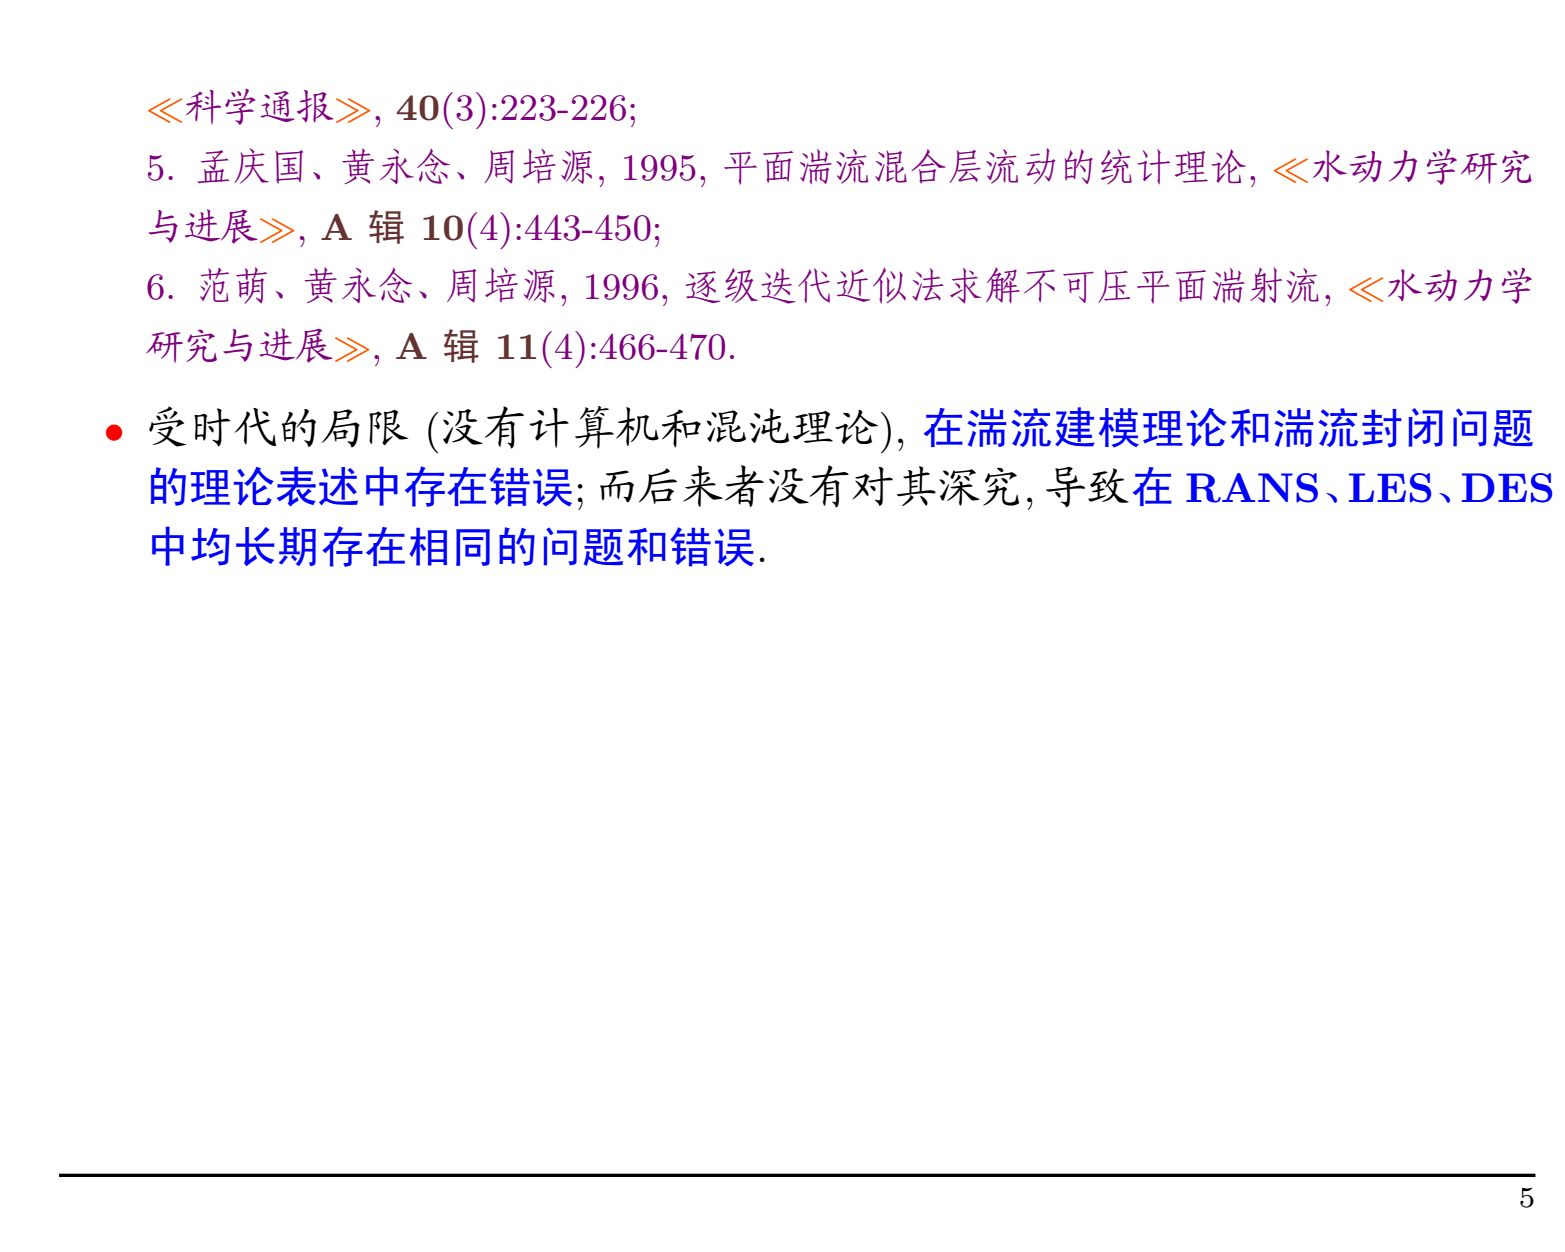 ≪科学通报≫, 40(3):223-226;
5. 孟庆国、黄永念、周培源, 1995, 平面湍流混合层流动的统计理论, ≪水动力学研究
与进展≫, A 辑 10(4):443-450;
6. 范萌、黄永念、周培源, 1996, 逐级迭代近似法求解不可压平面湍射流, ≪水动力学
研究与进展≫, A 辑 11(4):466-470.
• 受时代的局限 (没有计算机和混沌理论), 在湍流建模理论和湍流封闭问题
的理论表述中存在错误; 而后来者没有对其深究, 导致在 RANS、LES、DES
中均长期存在相同的问题和错误.
5